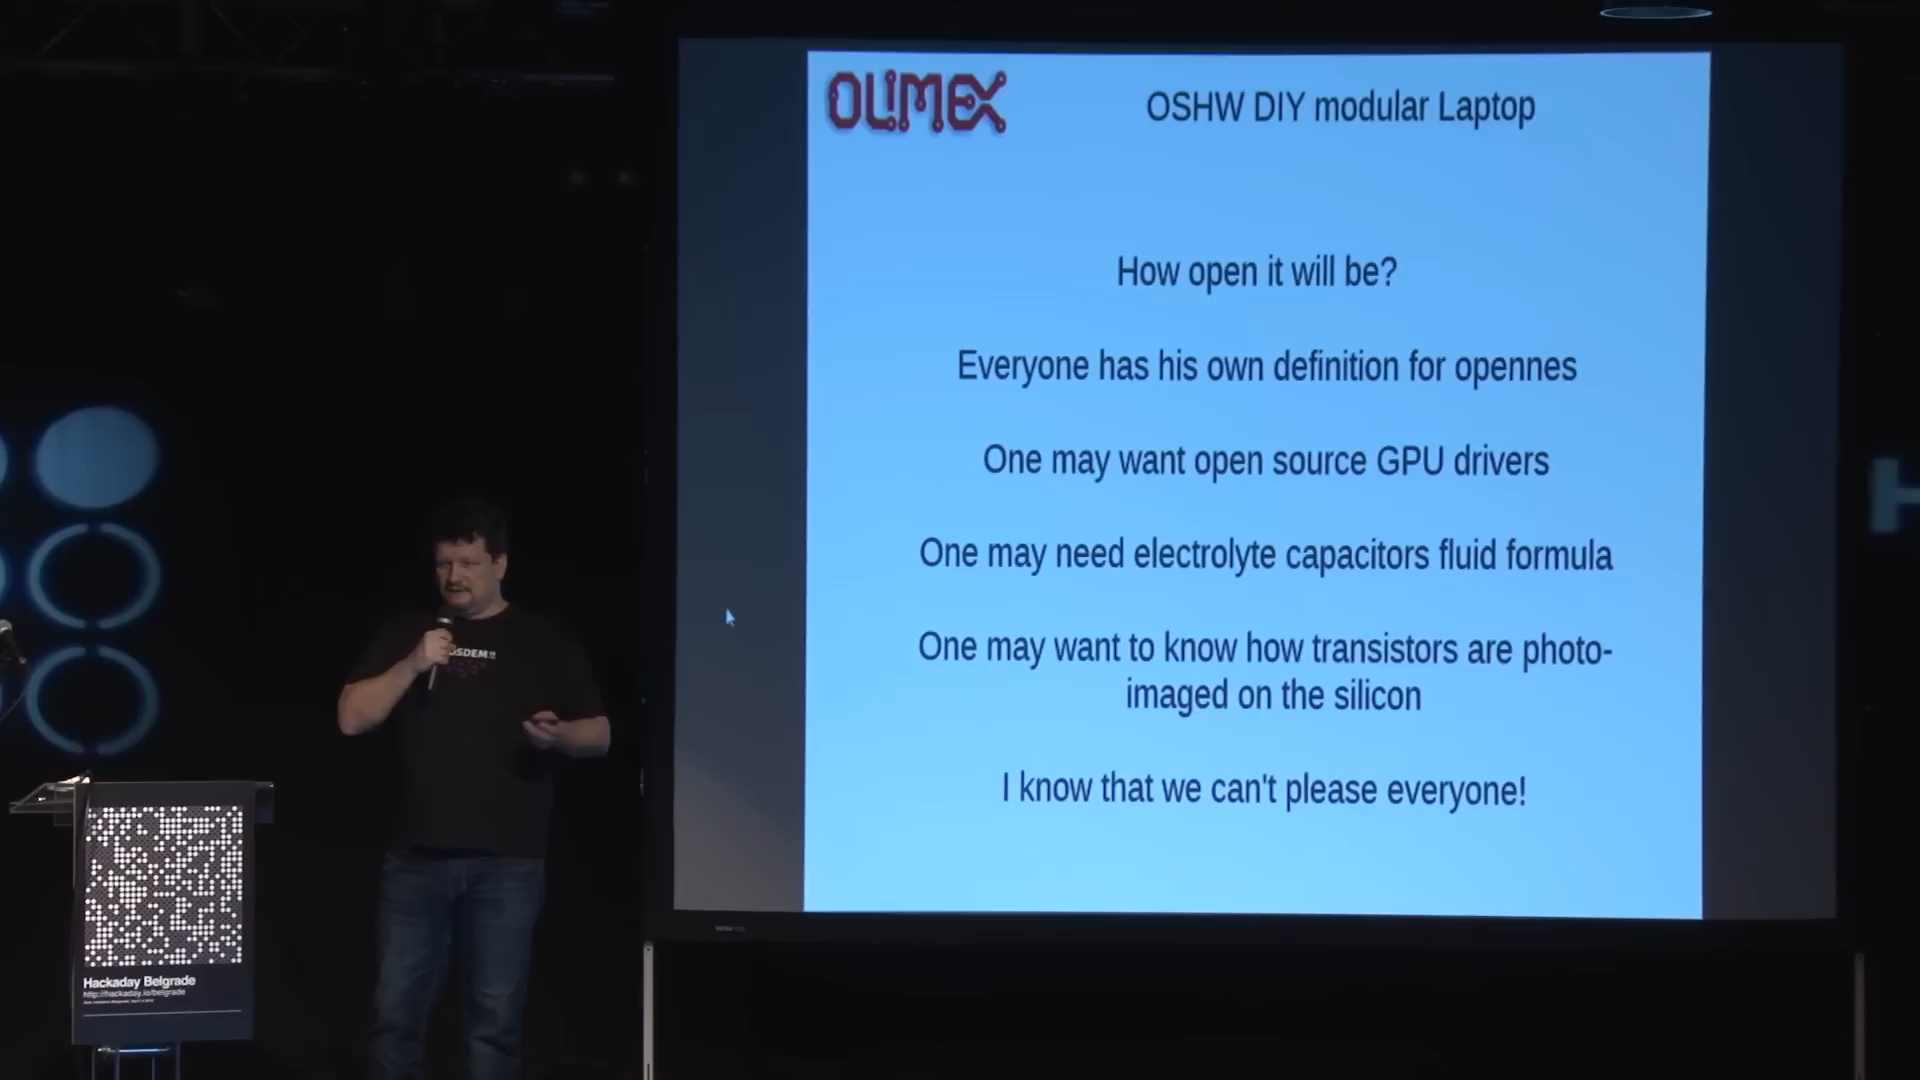 OLIMEX
OSHW DIY modular Laptop
How open it will be?
Everyone has his own definition for opennes
One may want open source GPU drivers
One may need electrolyte capacitors fluid formula
One may want to know how transistors are photo-
imaged on the silicon
I know that we can't please everyone!
OSDEM
Hackaday Belgrade
http://hackaday.io/belgrade
H